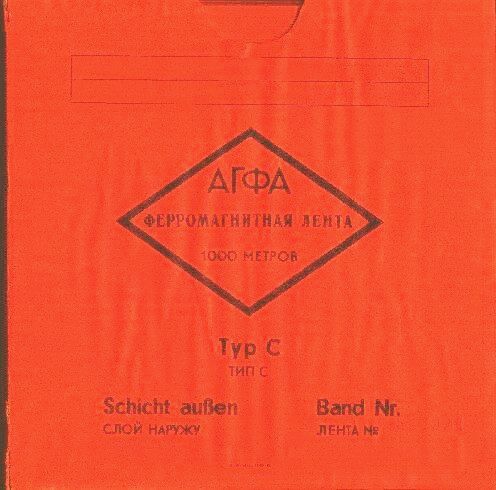 АГФА
ФЕРРОМАГНИТНАЯ ЛЕНТА
1000 МЕТРОВ
Typ C
ТИП С
Schicht außen Band Nr.
СЛОЙ НАРУЖУ ЛЕНТА №